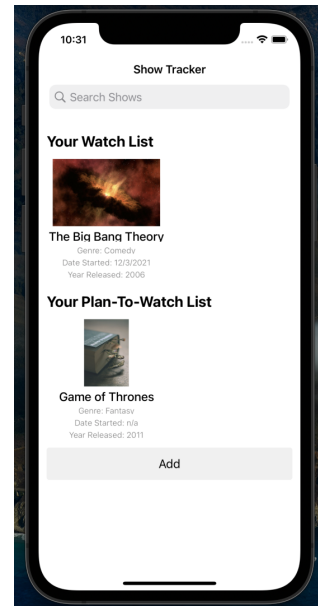 10:31
Show Tracker
Search Shows
Your Watch List
The Big Bang Theory
Genre: Comedy
Date Started: 12/3/2021
Year Released: 2006
Your Plan-To-Watch List
Game of Thrones
Genre: Fantasy
Date Started: n/a
Year Released: 2011
Add